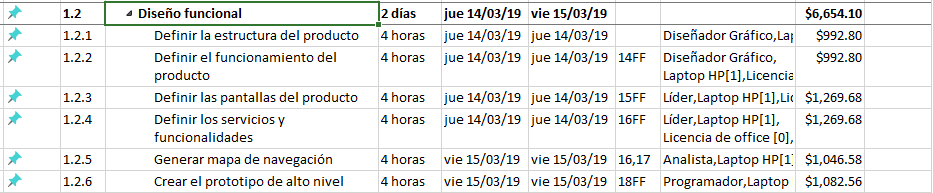 1.2 Diseño funcional 2 días jue 14/03/19 vie 15/03/19 $6,654.10
1.2.1 Definir la estructura del producto 4 horas jue 14/03/19 jue 14/03/19 Diseñador Gráfico,Lap $992.80
1.2.2 Definir el funcionamiento del 4 horas jue 14/03/19 jue 14/03/19 14FF Diseñador Gráfico, $992.80
producto Laptop HP[1],Licencia
1.2.3 Definir las pantallas del producto 4 horas jue 14/03/19 jue 14/03/19 15FF Líder,Laptop HP[1],Lic $1,269.68
1.2.4 Definir los servicios y 4 horas jue 14/03/19 jue 14/03/19 16FF Líder,Laptop HP[1], $1,269.68
funcionalidades Licencia de office [0],
1.2.5 Generar mapa de navegación 4 horas vie 15/03/19 vie 15/03/19 16,17 Analista,Laptop HP[1] $1,046.58
1.2.6 Crear el prototipo de alto nivel 4 horas vie 15/03/19 vie 15/03/19 18FF Programador,Laptop $1,082.56